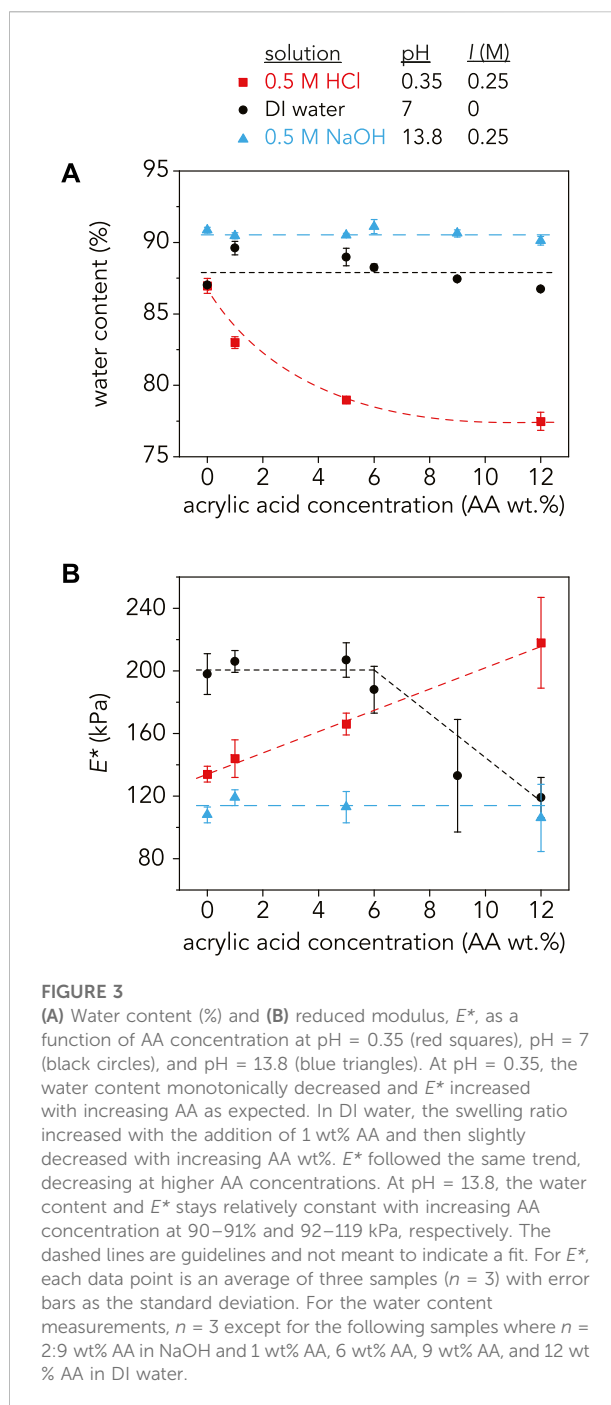 solution pH I (M)
0.5 M HCl 0.35 0.25
DI water 7 0
0.5 M NaOH 13.8 0.25
A
95
90
85
80
75
water content (%)
0 2 4 6 8 10 12
acrylic acid concentration (AA wt.%)
B
240
200
160
120
80
E* (kPa)
0 2 4 6 8 10 12
acrylic acid concentration (AA wt.%)
FIGURE 3
(A) Water content (%) and (B) reduced modulus, E*, as a
function of AA concentration at pH = 0.35 (red squares), pH = 7
(black circles), and pH = 13.8 (blue triangles). At pH = 0.35, the
water content monotonically decreased and E* increased
with increasing AA as expected. In DI water, the swelling ratio
increased with the addition of 1 wt% AA and then slightly
decreased with increasing AA wt%. E* followed the same trend,
decreasing at higher AA concentrations. At pH = 13.8, the water
content and E* stays relatively constant with increasing AA
concentration at 90–91% and 92–119 kPa, respectively. The
dashed lines are guidelines and not meant to indicate a fit. For E*,
each data point is an average of three samples (n = 3) with error
bars as the standard deviation. For the water content
measurements, n = 3 except for the following samples where n =
2:9 wt% AA in NaOH and 1 wt% AA, 6 wt% AA, 9 wt% AA, and 12 wt
% AA in DI water.